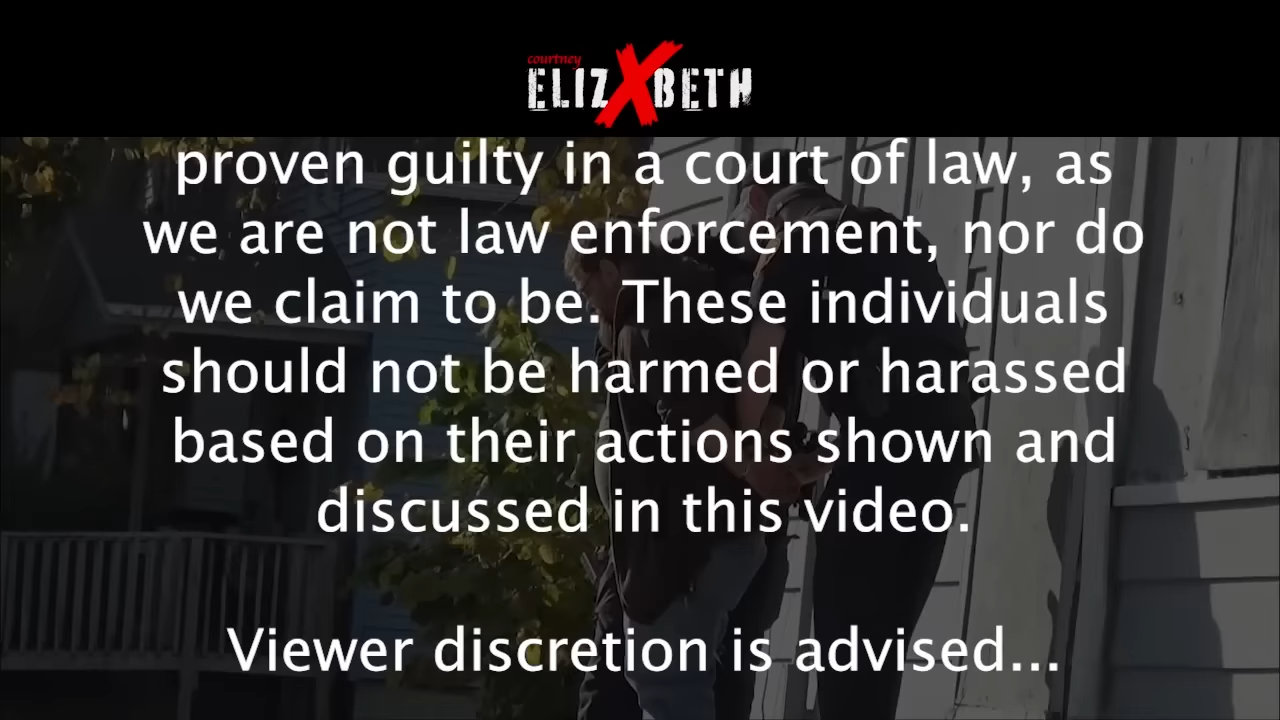 courtney
ELIZXBETH
proven guilty in a court of law, as
we are not law enforcement, nor do
we claim to be. These individuals
should not be harmed or harassed
based on their actions shown and
discussed in this video.
Viewer discretion is advised...